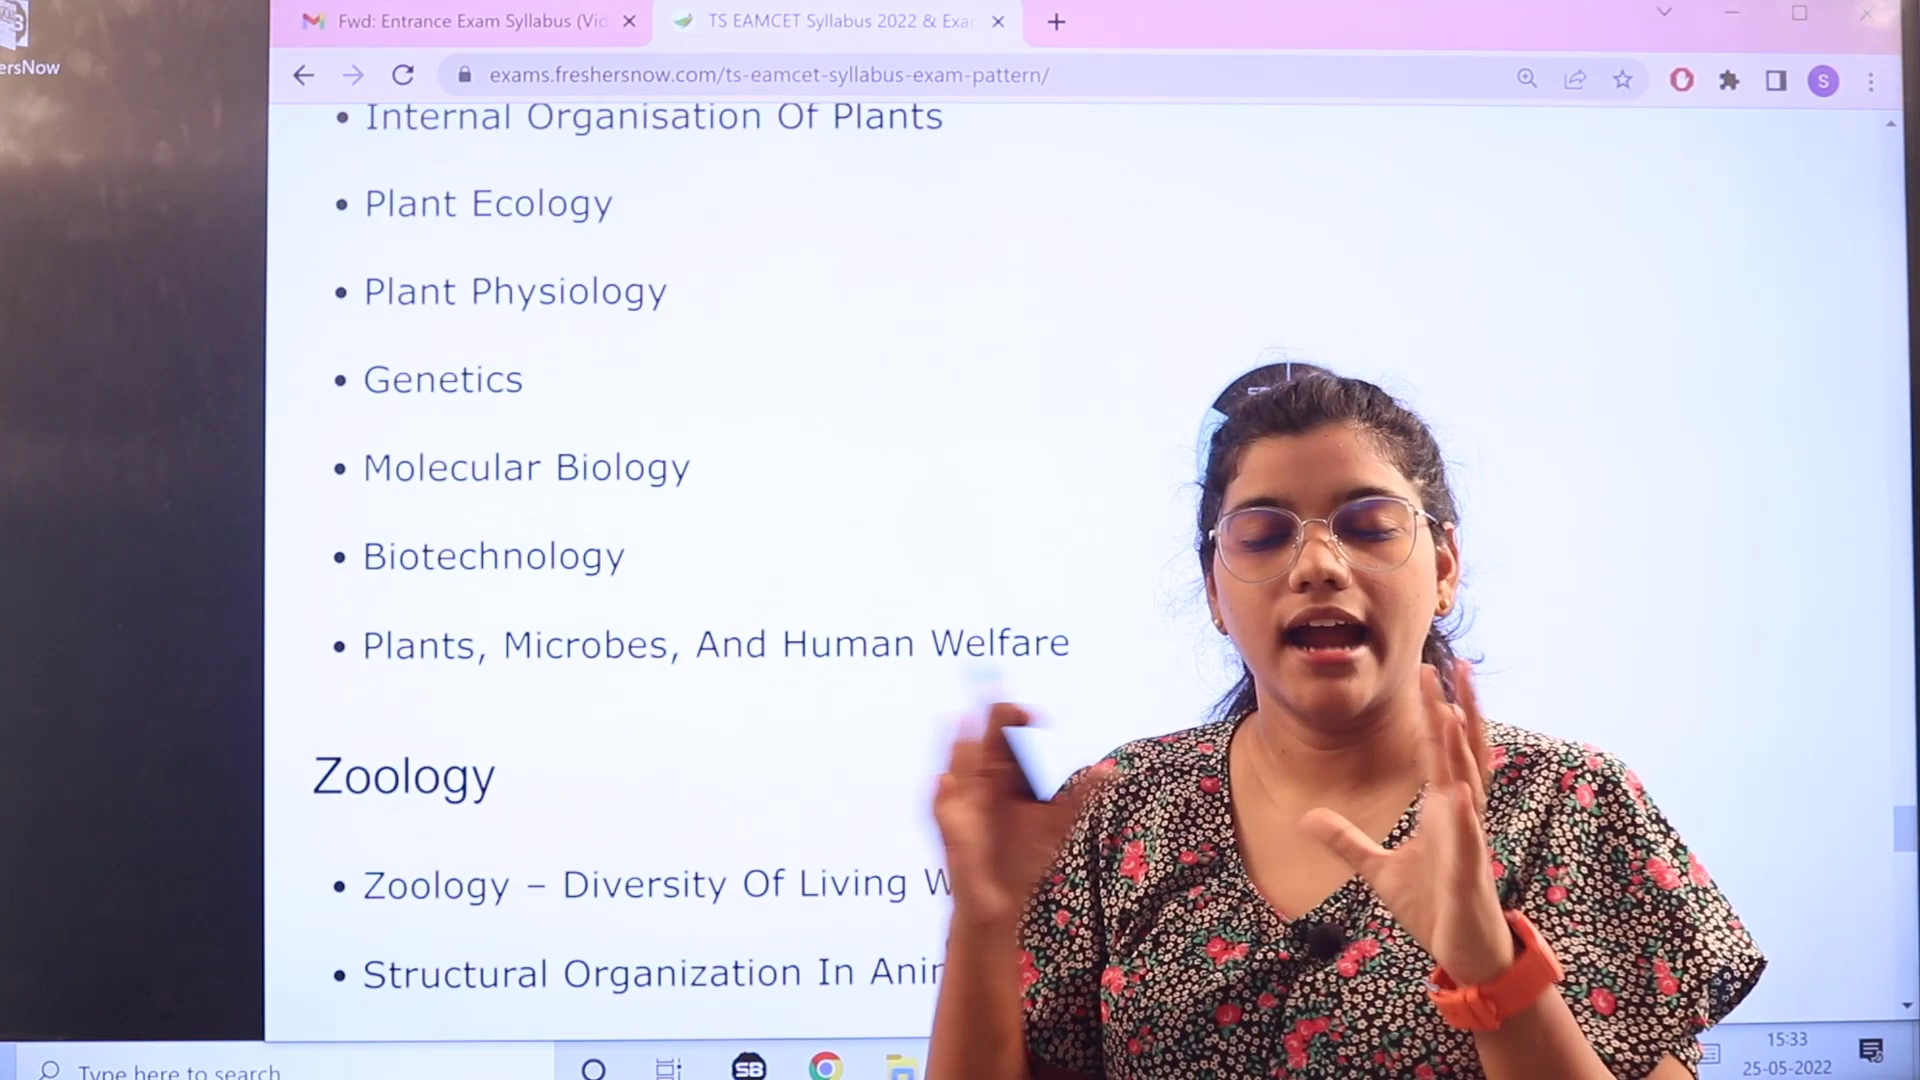 ersNow
Fwd: Entrance Exam Syllabus (Vid
TS EAMCET Syllabus 2022 & Exam
exams.freshersnow.com/ts-eamcet-syllabus-exam-pattern/
S
• Internal Organisation Of Plants
• Plant Ecology
• Plant Physiology
• Genetics
• Molecular Biology
• Biotechnology
• Plants, Microbes, And Human Welfare
Zoology
• Zoology – Diversity Of Living W
• Structural Organization In Anim
Type here to search
SB
15:33
25-05-2022